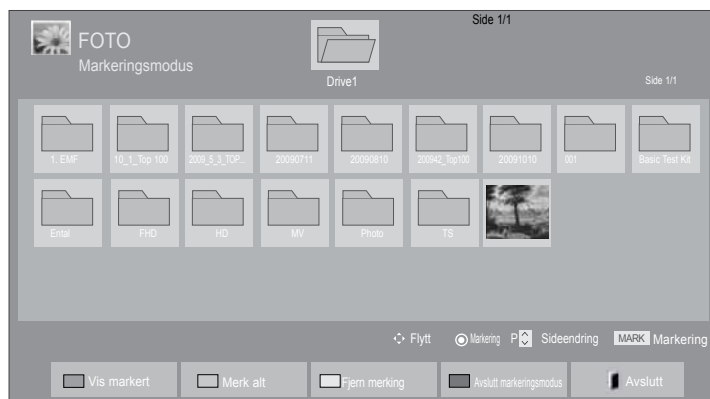 Side 1/1
FOTO
Markeringsmodus
Drive1
Side 1/1
1. EMF 10_1_Top 100 2009_5_3_TOP... 20090711 20090810 200942_Top100 20091010 001 Basic Test Kit
Ental FHD HD MV Photo TS
Flytt Markering P Sideendring MARK Markering
Vis markert Merk alt Fjern merking Avslutt markeringsmodus Avslutt